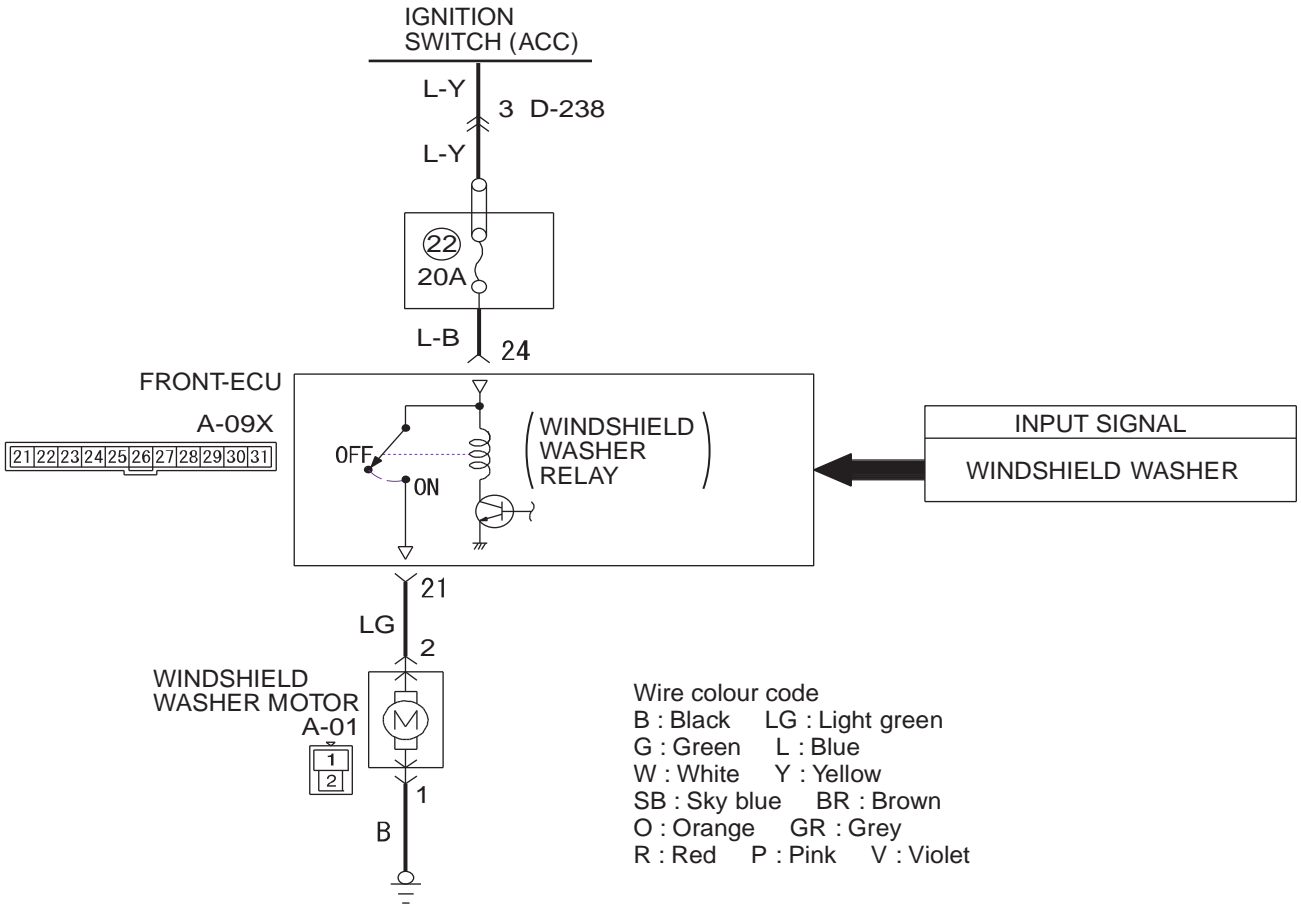 IGNITION
SWITCH (ACC)
L-Y
3 D-238
L-Y
22
20A
L-B
24
FRONT-ECU
A-09X
21 22 23 24 25 26 27 28 29 30 31
OFF
ON
(WINDSHIELD
WASHER
RELAY)
INPUT SIGNAL
WINDSHIELD WASHER
21
LG
2
WINDSHIELD
WASHER MOTOR
A-01
1
2
M
1
B
Wire colour code
B : Black LG : Light green
G : Green L : Blue
W : White Y : Yellow
SB : Sky blue BR : Brown
O : Orange GR : Grey
R : Red P : Pink V : Violet